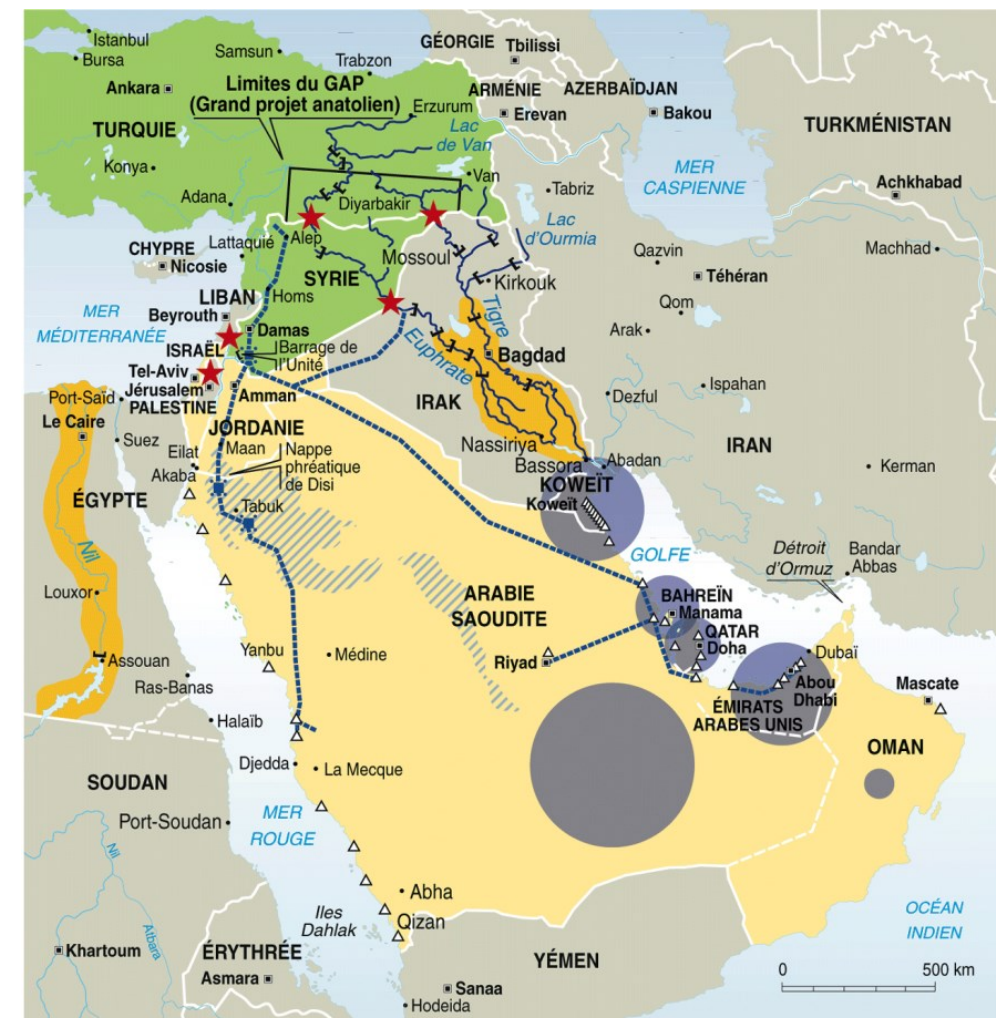 Istanbul
Bursa
Samsun
Trabzon
GÉORGIE
Tbilissi
Ankara
Limites du GAP
(Grand projet anatolien)
ARMÉNIE
AZERBAÏDJAN
Erzurum
Erevan
Bakou
TURQUIE
Lac
de Van
TURKMÉNISTAN
Konya
Van
MER
CASPIENNE
Achkhabad
Adana
Diyarbakir
Tabriz
Lac
d'Ourmia
CHYPRE
Nicosie
Lattaquié
Alep
Mossoul
Qazvin
Machhad
SYRIE
Kirkouk
Téhéran
LIBAN
Homs
Qom
Beyrouth
MER
MÉDITERRANÉE
Tigre
Damas
Arak
ISRAËL
Barrage de
l'Unité
Euphrate
Bagdad
Tel-Aviv
Jérusalem
PALESTINE
Amman
Ispahan
Port-Saïd
IRAK
Dezful
Le Caire
JORDANIE
Suez
Maan
Nappe
phréatique
de Disi
Nassiriya
IRAN
Eilat
Akaba
Bassora
Abadan
Kerman
KOWEÏT
Koweït
ÉGYPTE
Tabuk
Nil
GOLFE
Détroit
d'Ormuz
Bandar
Abbas
Louxor
ARABIE
SAOUDITE
BAHREÏN
Manama
QATAR
Doha
Yanbu
Médine
Riyad
Dubaï
Assouan
Abou
Dhabi
Ras-Banas
Mascate
ÉMIRATS
ARABES UNIS
Halaïb
OMAN
Djedda
La Mecque
SOUDAN
MER
ROUGE
Port-Soudan
Nil
Abha
Iles
Dahlak
Qizan
OCÉAN
INDIEN
Atbara
Khartoum
ÉRYTHRÉE
YÉMEN
Asmara
0
500 km
Sanaa
Hodeida